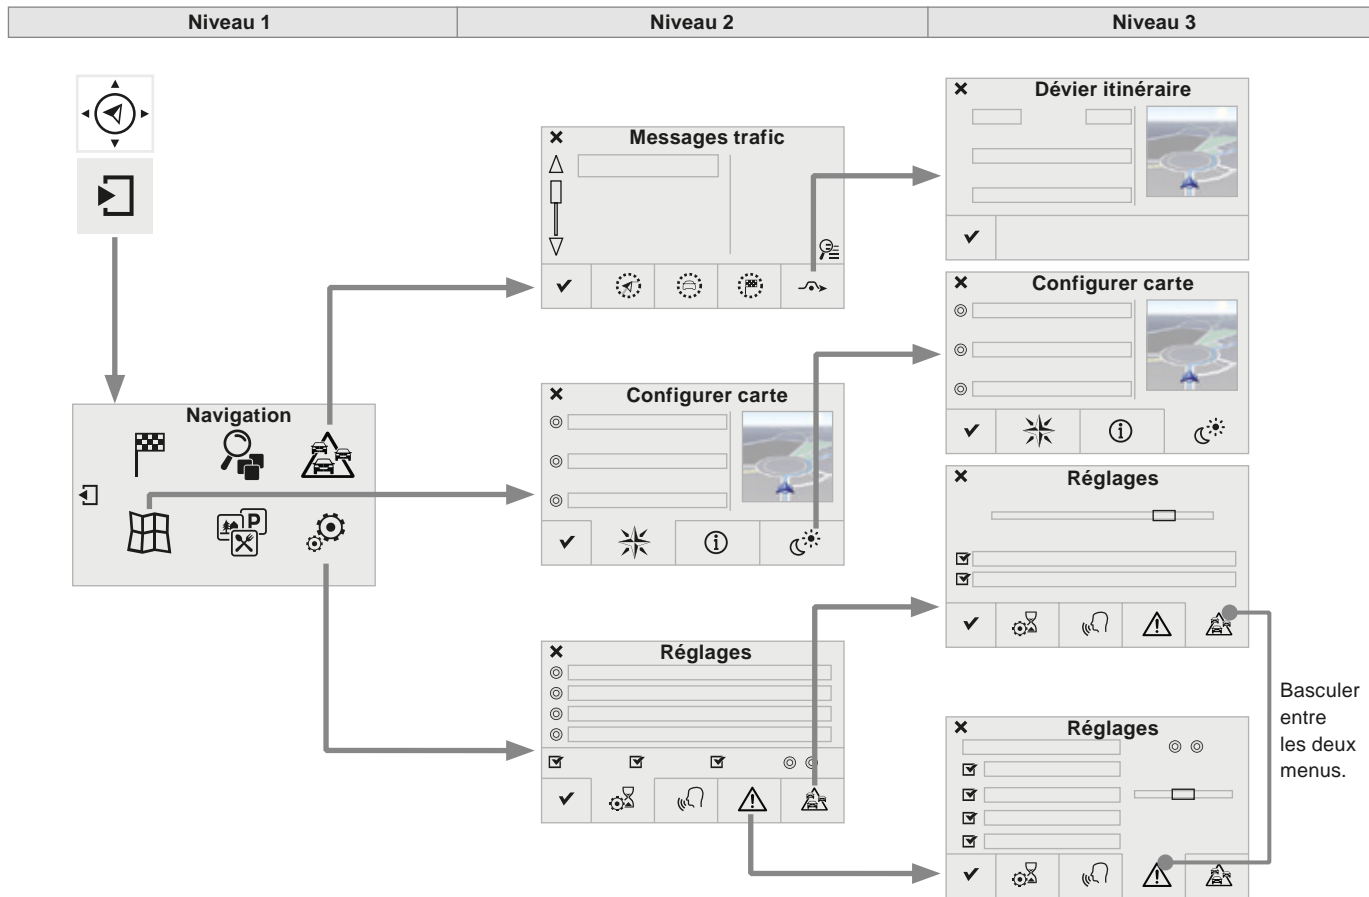 Niveau 1
Niveau 2
Niveau 3
Navigation
Messages trafic
Configurer carte
Réglages
Dévier itinéraire
Configurer carte
Réglages
Réglages
Basculer
entre
les deux
menus.
P